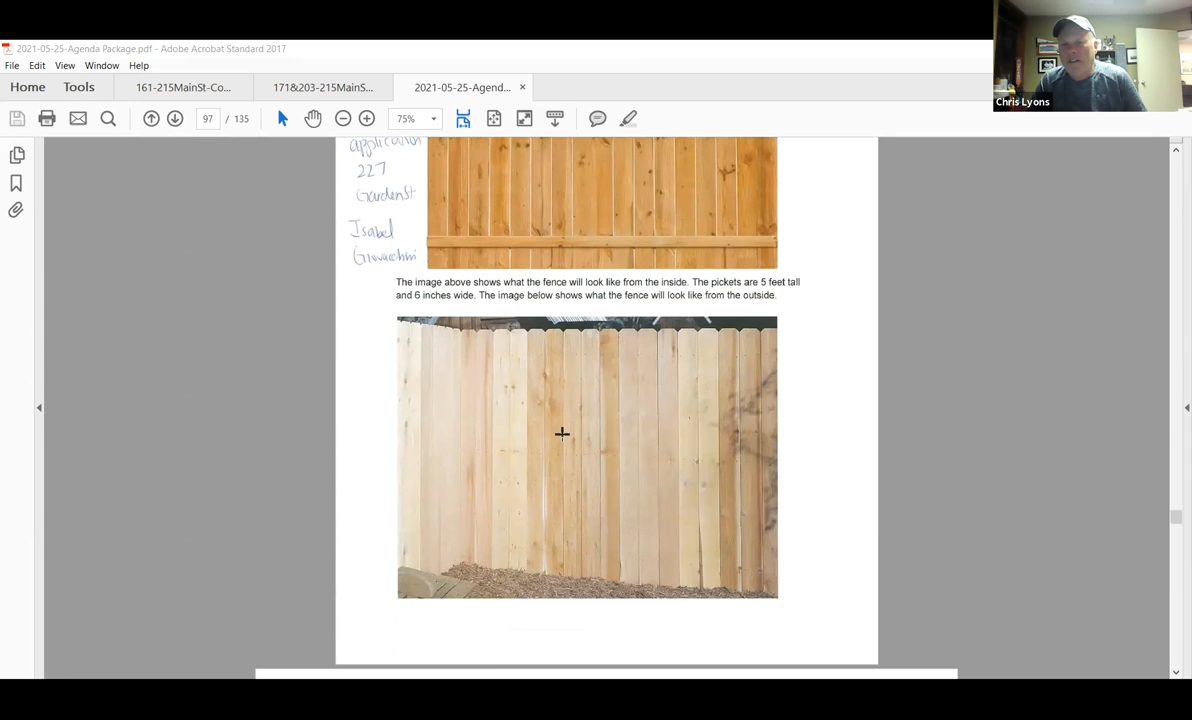 2021-05-25-Agenda Package.pdf - Adobe Acrobat Standard 2017
File Edit View Window Help
Home Tools 161-215MainSt-Co... 171&203-215MainS... 2021-05-25-Agend... ×
97 / 135 75%
Chris Lyons
application
227
GardenSt
Isabel
The image above shows what the fence will look like from the inside. The pickets are 5 feet tall
and 6 inches wide. The image below shows what the fence will look like from the outside.